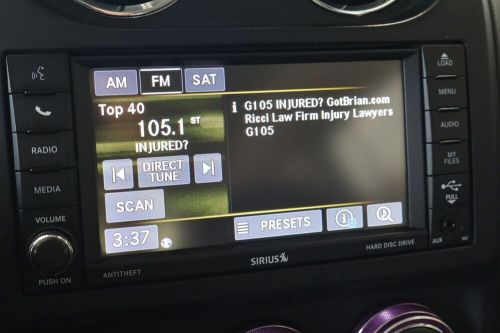 AM FM SAT
LOAD
MENU
RADIO
AUDIO
MEDIA
MY
FILES
PULL
VOLUME
PUSH ON
AUX
MIC
Top 40
105.1 ST
INJURED?
DIRECT
TUNE
SCAN
3:37
i G105 INJURED? GotBrian.com
Ricci Law Firm Injury Lawyers
G105
PRESETS
i
ANTITHEFT
SIRIUS
HARD DISC DRIVE